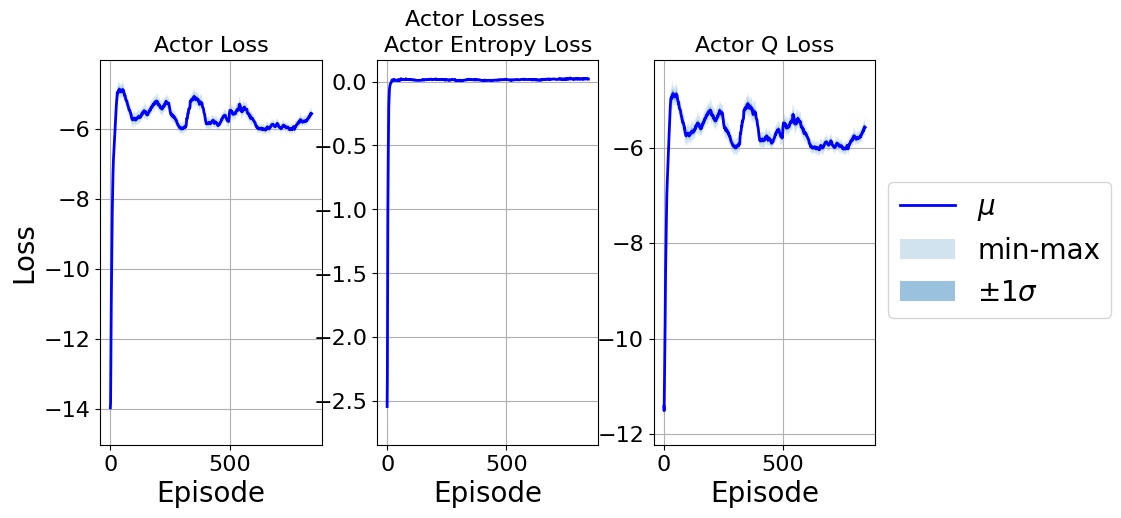 Actor Losses
Actor Loss
Actor Entropy Loss
Actor Q Loss
Loss
−6
−8
−10
−12
−14
0
500
Episode
0.0
−0.5
−1.0
−1.5
−2.0
−2.5
0
500
Episode
−6
−8
−10
−12
0
500
Episode
μ
min-max
±1σ